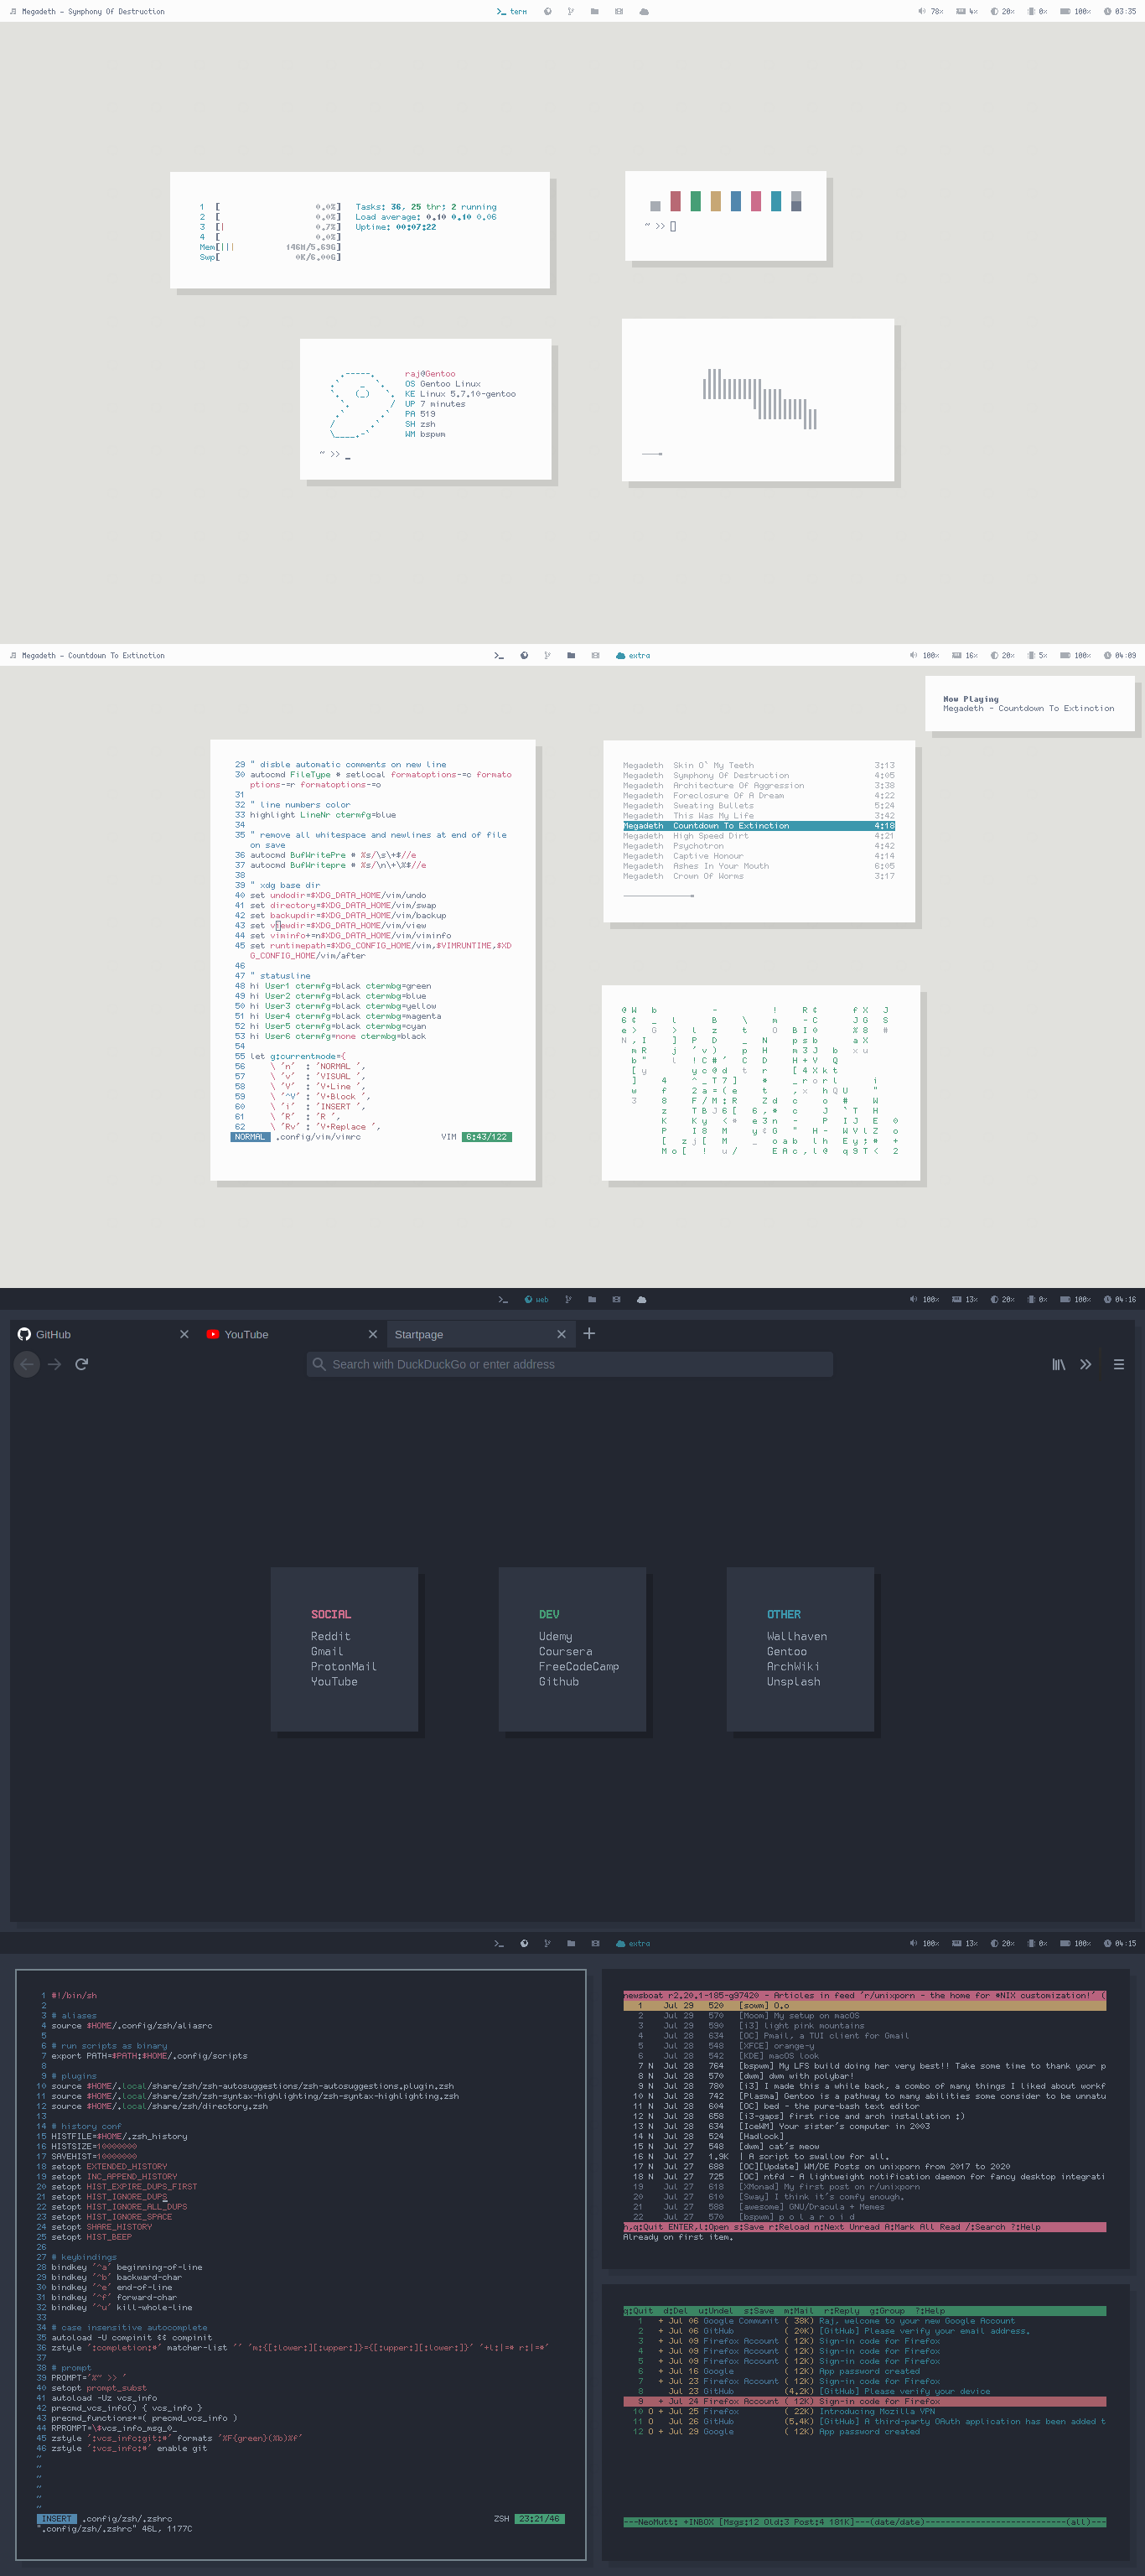 Megadeth - Symphony Of Destruction
term
78% 4% 20% 0% 100% 03:35
1 [ 0.0%]
2 [ 0.0%]
3 [| 0.7%]
4 [ 0.0%]
Mem[||| 146M/5.69G]
Swp[ 0K/6.00G]
Tasks: 36, 25 thr; 2 running
Load average: 0.10 0.10 0.06
Uptime: 00:07:22
~ >>
raj@Gentoo
OS Gentoo Linux
KE Linux 5.7.10-gentoo
UP 7 minutes
PA 519
SH zsh
WM bspwm
~ >> _
Megadeth - Countdown To Extinction
extra
100% 16% 20% 5% 100% 04:09
Now Playing
Megadeth - Countdown To Extinction
29 " disble automatic comments on new line
30 autocmd FileType * setlocal formatoptions-=c formato
ptions-=r formatoptions-=o
31
32 " line numbers color
33 highlight LineNr ctermfg=blue
34
35 " remove all whitespace and newlines at end of file
on save
36 autocmd BufWritePre * %s/\s\+$//e
37 autocmd BufWritepre * %s/\n\+\%$//e
38
39 " xdg base dir
40 set undodir=$XDG_DATA_HOME/vim/undo
41 set directory=$XDG_DATA_HOME/vim/swap
42 set backupdir=$XDG_DATA_HOME/vim/backup
43 set viewdir=$XDG_DATA_HOME/vim/view
44 set viminfo+=n$XDG_DATA_HOME/vim/viminfo
45 set runtimepath=$XDG_CONFIG_HOME/vim,$VIMRUNTIME,$XD
G_CONFIG_HOME/vim/after
46
47 " statusline
48 hi User1 ctermfg=black ctermbg=green
49 hi User2 ctermfg=black ctermbg=blue
50 hi User3 ctermfg=black ctermbg=yellow
51 hi User4 ctermfg=black ctermbg=magenta
52 hi User5 ctermfg=black ctermbg=cyan
53 hi User6 ctermfg=none ctermbg=black
54
55 let g:currentmode={
56 \ 'n' : 'NORMAL ',
57 \ 'v' : 'VISUAL ',
58 \ 'V' : 'V·Line ',
59 \ '^V' : 'V·Block ',
60 \ 'i' : 'INSERT ',
61 \ 'R' : 'R ',
62 \ 'Rv' : 'V·Replace ',
NORMAL .config/vim/vimrc VIM 6:43/122
Megadeth Skin O` My Teeth 3:13
Megadeth Symphony Of Destruction 4:05
Megadeth Architecture Of Aggression 3:38
Megadeth Foreclosure Of A Dream 4:22
Megadeth Sweating Bullets 5:24
Megadeth This Was My Life 3:42
Megadeth Countdown To Extinction 4:18
Megadeth High Speed Dirt 4:21
Megadeth Psychotron 4:42
Megadeth Captive Honour 4:14
Megadeth Ashes In Your Mouth 6:05
Megadeth Crown Of Worms 3:17
web
100% 13% 20% 0% 100% 04:16
GitHub
YouTube
Startpage
Search with DuckDuckGo or enter address
SOCIAL
Reddit
Gmail
ProtonMail
YouTube
DEV
Udemy
Coursera
FreeCodeCamp
Github
OTHER
Wallhaven
Gentoo
ArchWiki
Unsplash
extra
100% 13% 20% 0% 100% 04:15
1 #!/bin/sh
2
3 # aliases
4 source $HOME/.config/zsh/aliasrc
5
6 # run scripts as binary
7 export PATH=$PATH:$HOME/.config/scripts
8
9 # plugins
10 source $HOME/.local/share/zsh/zsh-autosuggestions/zsh-autosuggestions.plugin.zsh
11 source $HOME/.local/share/zsh/zsh-syntax-highlighting/zsh-syntax-highlighting.zsh
12 source $HOME/.local/share/zsh/directory.zsh
13
14 # history conf
15 HISTFILE=$HOME/.zsh_history
16 HISTSIZE=10000000
17 SAVEHIST=10000000
18 setopt EXTENDED_HISTORY
19 setopt INC_APPEND_HISTORY
20 setopt HIST_EXPIRE_DUPS_FIRST
21 setopt HIST_IGNORE_DUPS
22 setopt HIST_IGNORE_ALL_DUPS
23 setopt HIST_IGNORE_SPACE
24 setopt SHARE_HISTORY
25 setopt HIST_BEEP
26
27 # keybindings
28 bindkey '^a' beginning-of-line
29 bindkey '^b' backward-char
30 bindkey '^e' end-of-line
31 bindkey '^f' forward-char
32 bindkey '^u' kill-whole-line
33
34 # case insensitive autocomplete
35 autoload -U compinit && compinit
36 zstyle ':completion:*' matcher-list '' 'm:{[:lower:][:upper:]}={[:upper:][:lower:]}' '+l:|=* r:|=*'
37
38 # prompt
39 PROMPT='%~ >> '
40 setopt prompt_subst
41 autoload -Uz vcs_info
42 precmd_vcs_info() { vcs_info }
43 precmd_functions+=( precmd_vcs_info )
44 RPROMPT=\$vcs_info_msg_0_
45 zstyle ':vcs_info:git:*' formats '%F{green}(%b)%f'
46 zstyle ':vcs_info:*' enable git
~
~
~
~
~
~
INSERT .config/zsh/.zshrc ZSH 23:21/46
".config/zsh/.zshrc" 46L, 1177C
newsboat r2.20.1-185-g97420 - Articles in feed 'r/unixporn - the home for *NIX customization!' (
1 Jul 29 520 [sowm] O.o
2 Jul 29 570 [Moom] My setup on macOS
3 Jul 29 590 [i3] light pink mountains
4 Jul 28 634 [OC] Pmail, a TUI client for Gmail
5 Jul 28 548 [XFCE] orange-y
6 Jul 28 542 [KDE] macOS look
7 N Jul 28 764 [bspwm] My LFS build doing her very best!! Take some time to thank your p
8 N Jul 28 570 [dwm] dwm with polybar!
9 N Jul 28 780 [i3] I made this a while back, a combo of many things I liked about workf
10 N Jul 28 742 [Plasma] Gentoo is a pathway to many abilities some consider to be unnatu
11 N Jul 28 604 [OC] bed - the pure-bash text editor
12 N Jul 28 658 [i3-gaps] first rice and arch installation :)
13 N Jul 28 634 [IceWM] Your sister's computer in 2003
14 N Jul 28 524 [Hadlock]
15 N Jul 27 548 [dwm] cat's meow
16 N Jul 27 1.9K | A script to swallow for all.
17 N Jul 27 688 [OC][Update] WM/DE Posts on unixporn from 2017 to 2020
18 N Jul 27 725 [OC] ntfd - A lightweight notification daemon for fancy desktop integrati
19 Jul 27 618 [XMonad] My first post on r/unixporn
20 Jul 27 610 [Sway] I think it's comfy enough.
21 Jul 27 588 [awesome] GNU/Dracula + Memes
22 Jul 27 570 [bspwm] p o l a r o i d
h,q:Quit ENTER,l:Open s:Save r:Reload n:Next Unread A:Mark All Read /:Search ?:Help
Already on first item.
q:Quit d:Del u:Undel s:Save m:Mail r:Reply g:Group ?:Help
1 + Jul 06 Google Communit ( 38K) Raj, welcome to your new Google Account
2 + Jul 06 GitHub ( 20K) [GitHub] Please verify your email address.
3 + Jul 09 Firefox Account ( 12K) Sign-in code for Firefox
4 + Jul 09 Firefox Account ( 12K) Sign-in code for Firefox
5 + Jul 09 Firefox Account ( 12K) Sign-in code for Firefox
6 + Jul 16 Google ( 12K) App password created
7 + Jul 23 Firefox Account ( 12K) Sign-in code for Firefox
8 Jul 23 GitHub (4.2K) [GitHub] Please verify your device
9 + Jul 24 Firefox Account ( 12K) Sign-in code for Firefox
10 O + Jul 25 Firefox ( 22K) Introducing Mozilla VPN
11 O Jul 26 GitHub (5.4K) [GitHub] A third-party OAuth application has been added t
12 O + Jul 29 Google ( 12K) App password created
---NeoMutt: +INBOX [Msgs:12 Old:3 Post:4 181K]---(date/date)----------------------------(all)---